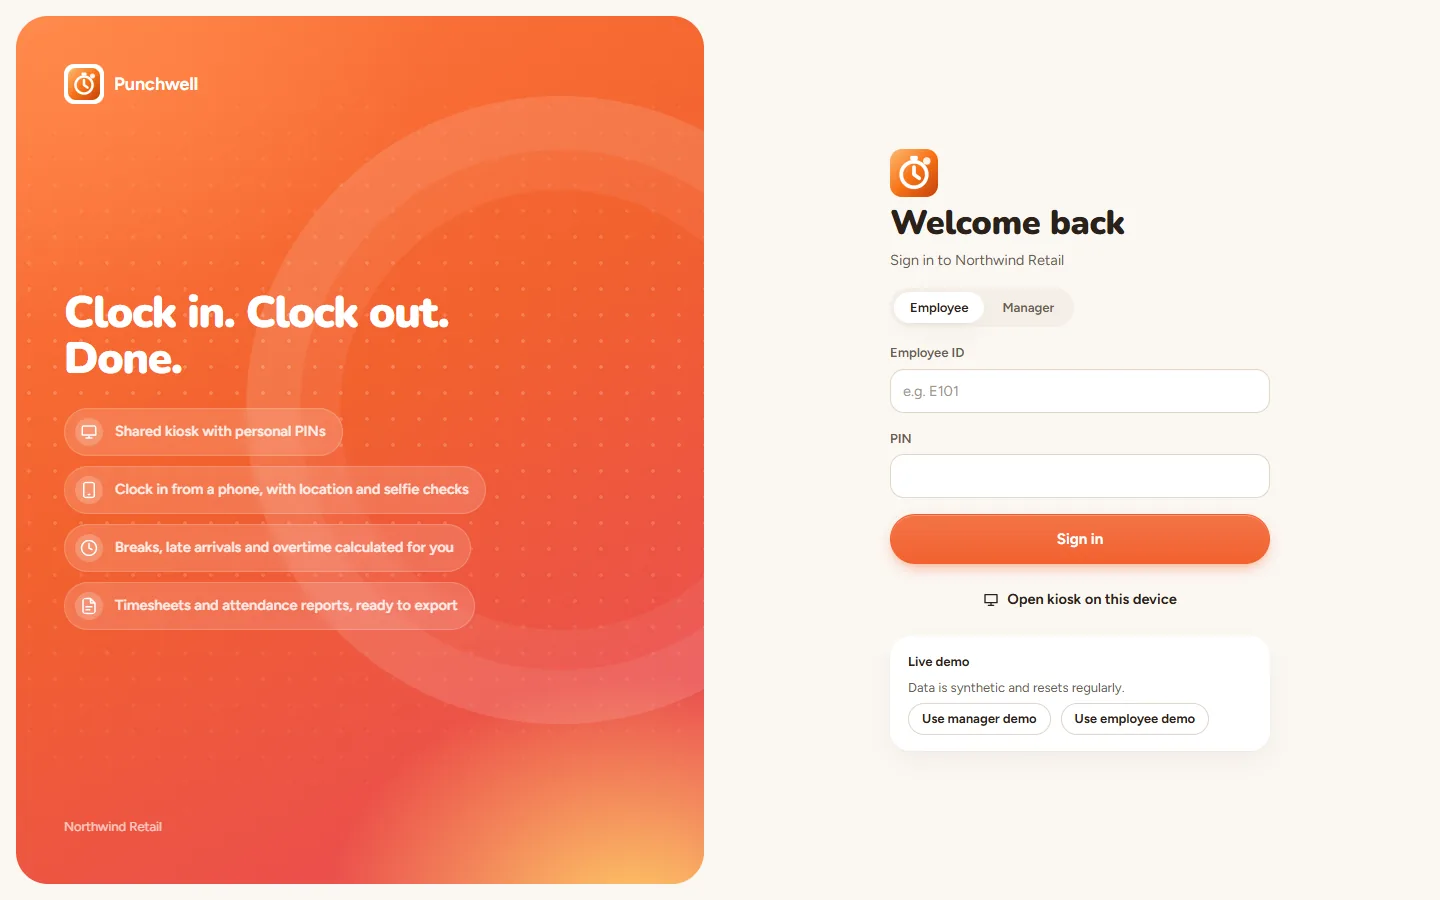 Punchwell
Clock in. Clock out.
Done.
Shared kiosk with personal PINs
Clock in from a phone, with location and selfie checks
Breaks, late arrivals and overtime calculated for you
Timesheets and attendance reports, ready to export
Northwind Retail
Welcome back
Sign in to Northwind Retail
Employee Manager
Employee ID
e.g. E101
PIN
Sign in
Open kiosk on this device
Live demo
Data is synthetic and resets regularly.
Use manager demo Use employee demo